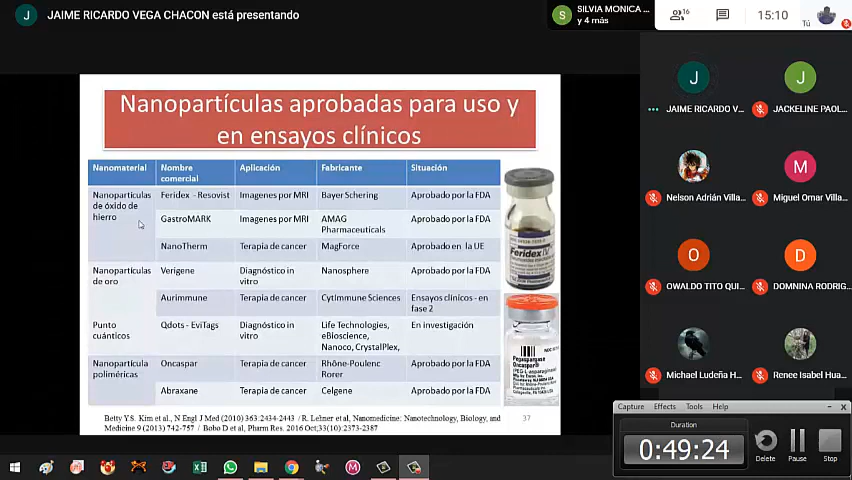 J JAIME RICARDO VEGA CHACON está presentando
S SILVIA MONICA ...
y 4 más
16
15:10
Tú
Nanopartículas aprobadas para uso y
en ensayos clínicos
Nanomaterial Nombre comercial Aplicación Fabricante Situación
Nanopartículas de óxido de hierro Feridex - Resovist Imagenes por MRI Bayer Schering Aprobado por la FDA
GastroMARK Imagenes por MRI AMAG Pharmaceuticals Aprobado por la FDA
NanoTherm Terapia de cancer MagForce Aprobado en la UE
Nanopartículas de oro Verigene Diagnóstico in vitro Nanosphere Aprobado por la FDA
Aurimmune Terapia de cancer CytImmune Sciences Ensayos clínicos - en fase 2
Punto cuánticos Qdots - EviTags Diagnóstico in vitro Life Technologies, eBioscience, Nanoco, CrystalPlex, En investigación
Nanopartícula poliméricas Oncaspar Terapia de cancer Rhône-Poulenc Rorer Aprobado por la FDA
Abraxane Terapia de cancer Celgene Aprobado por la FDA
Feridex IV
Pegaspargase
Oncaspar
Betty Y.S. Kim et al., N Engl J Med (2010) 363:2434-2443 / R. Ležner et al, Nanomedicine: Nanotechnology, Biology, and
Medicine 9 (2013) 742-757 / Bobo D et al, Pharm. Res. 2016 Oct;33(10):2373-2387
37
J
JAIME RICARDO V...
J
JACKELINE PAOL...
Nelson Adrián Villa...
M
Miguel Omar Villa...
O
OWALDO TITO QUI...
D
DOMNINA RODRIG...
Michael Ludeña H...
Renee Isabel Hua...
Capture Effects Tools Help
Duration
0:49:24
Delete Pause Stop